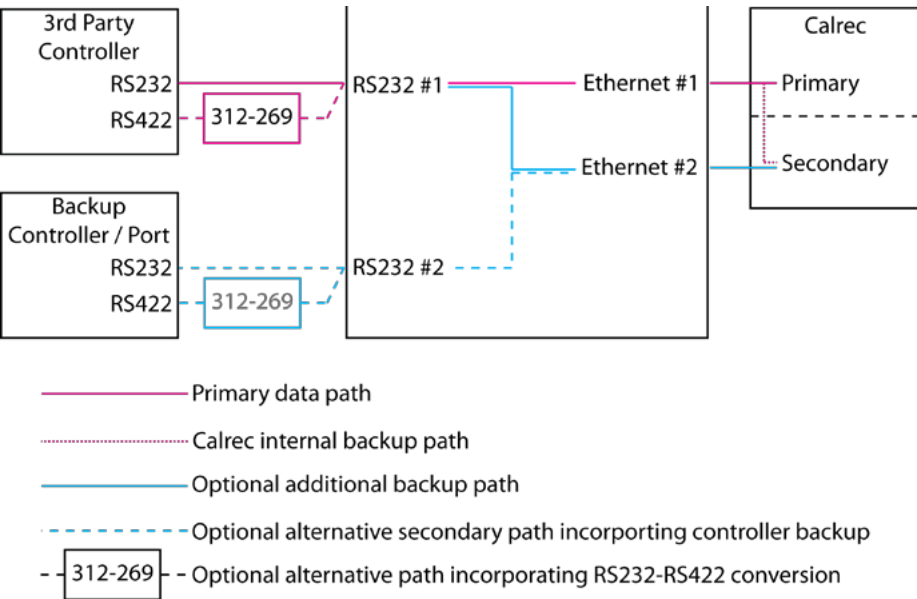 3rd Party
Controller
RS232
RS422
312-269
Backup
Controller / Port
RS232
RS422
312-269
RS232 #1
RS232 #2
Ethernet #1
Ethernet #2
Calrec
Primary
Secondary
Primary data path
Calrec internal backup path
Optional additional backup path
Optional alternative secondary path incorporting controller backup
312-269 Optional alternative path incorporating RS232-RS422 conversion